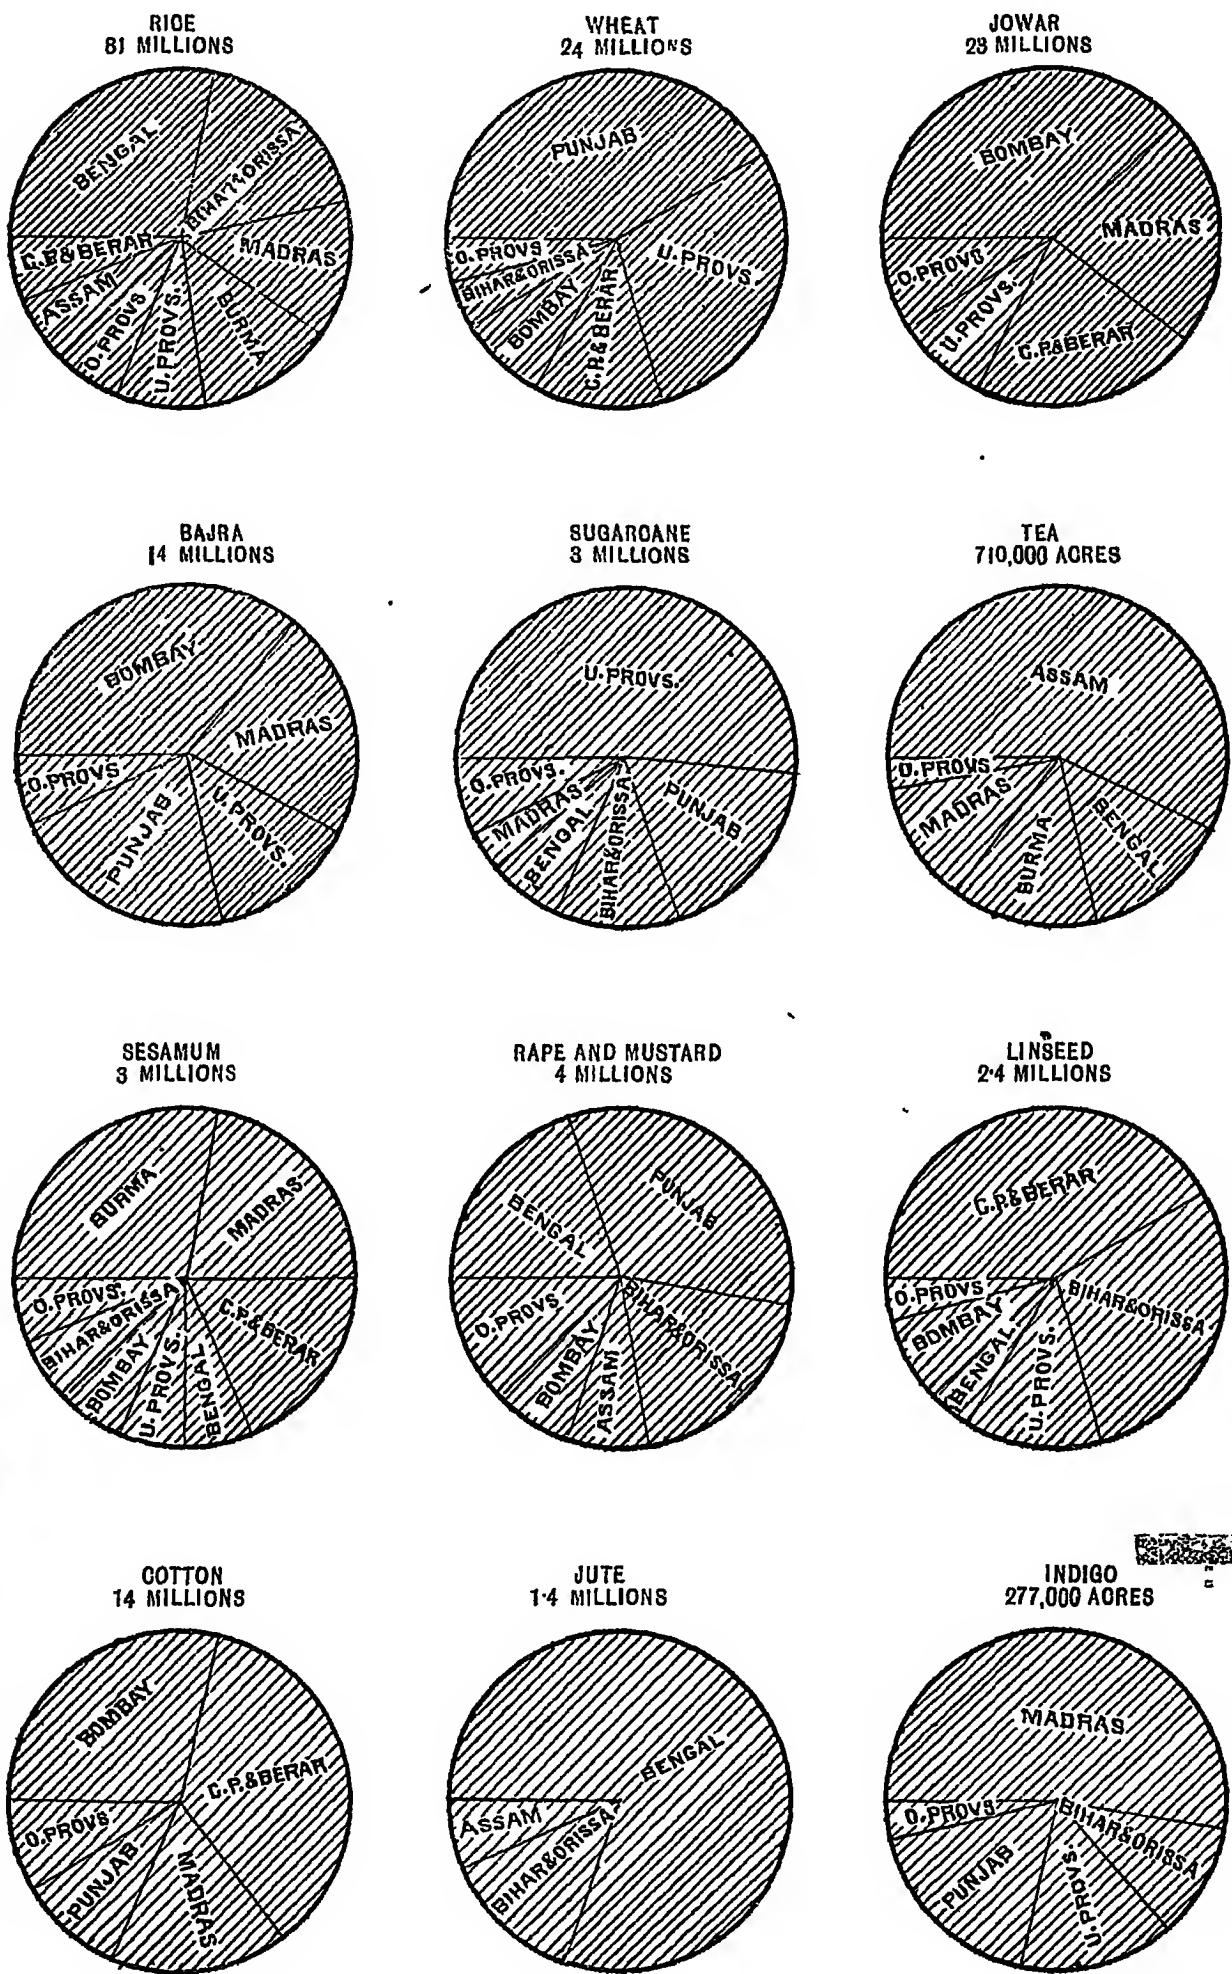 RICE
81 MILLIONS
BENGAL
BIHAR & ORISSA
MADRAS
BURMA
U. PROVS.
O. PROVS
ASSAM
C.P.& BERAR
WHEAT
24 MILLIONS
PUNJAB
U. PROVS.
C.P.& BERAR
BOMBAY
BIHAR&ORISSA
O. PROVS
JOWAR
23 MILLIONS
BOMBAY
MADRAS
C.P.&BERAR
U. PROVS.
O. PROVS
BAJRA
14 MILLIONS
BOMBAY
MADRAS
U. PROVS.
PUNJAB
O. PROVS
SUGARCANE
3 MILLIONS
U. PROVS.
PUNJAB
BIHAR&ORISSA
BENGAL
MADRAS
O. PROVS.
TEA
710,000 ACRES
ASSAM
BENGAL
BURMA
MADRAS
O. PROVS
SESAMUM
3 MILLIONS
BURMA
MADRAS
C.P.&BERAR
BENGAL
U. PROVS.
BOMBAY
BIHAR&ORISSA
O. PROVS.
RAPE AND MUSTARD
4 MILLIONS
BENGAL
PUNJAB
BIHAR&ORISSA
ASSAM
BOMBAY
O. PROVS
LINSEED
2·4 MILLIONS
C.P.& BERAR
BIHAR&ORISSA
U. PROVS.
BENGAL
BOMBAY
O. PROVS
COTTON
14 MILLIONS
BOMBAY
C.P.&BERAR
MADRAS
PUNJAB
O. PROVS
JUTE
1·4 MILLIONS
BENGAL
BIHAR&ORISSA
ASSAM
INDIGO
277,000 ACRES
MADRAS
BIHAR&ORISSA
U. PROVS.
PUNJAB
O. PROVS